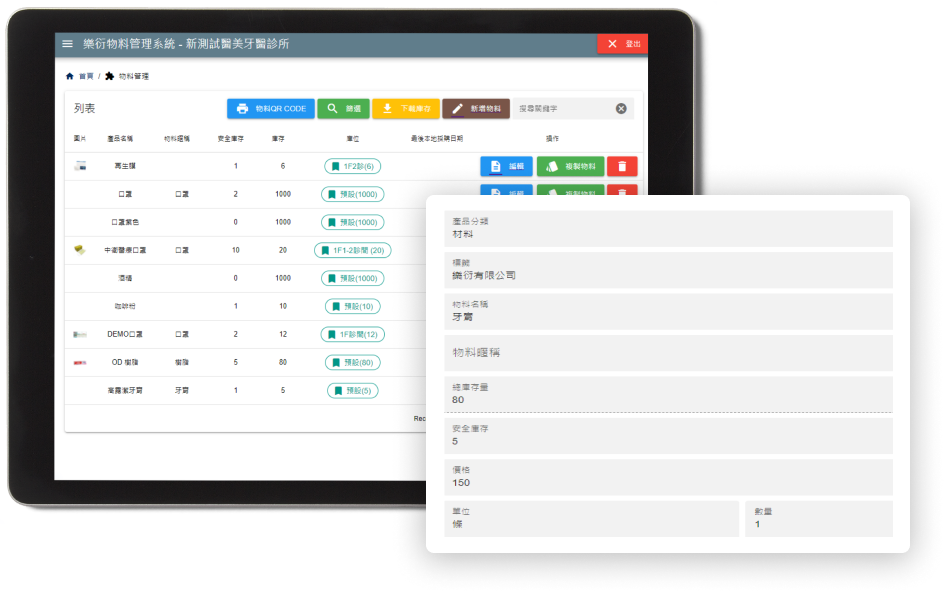 樂衍物料管理系統 - 新測試醫美牙醫診所
登出
首頁 / 物料管理
列表
物料QR CODE
篩選
下載庫存
新增物料
搜尋關鍵字
圖片 產品名稱 物料暱稱 安全庫存 庫存 單位 最後本地採購日期 操作
再生膜 1 6 1F2診(6) 編輯 複製物料
口罩 口罩 2 1000 預設(1000) 編輯 複製物料
口罩紫色 0 1000 預設(1000)
中衛醫療口罩 口罩 10 20 1F1-2診間 (20)
酒精 0 1000 預設(1000)
咖啡粉 1 10 預設(10)
DEMO口罩 口罩 2 12 1F診間(12)
OD 樹脂 樹脂 5 80 預設(80)
高露潔牙膏 牙膏 1 5 預設(5)
Rec
產品分類
材料
標籤
樂衍有限公司
物料名稱
牙膏
物料暱稱
總庫存量
80
安全庫存
5
價格
150
單位
條
數量
1